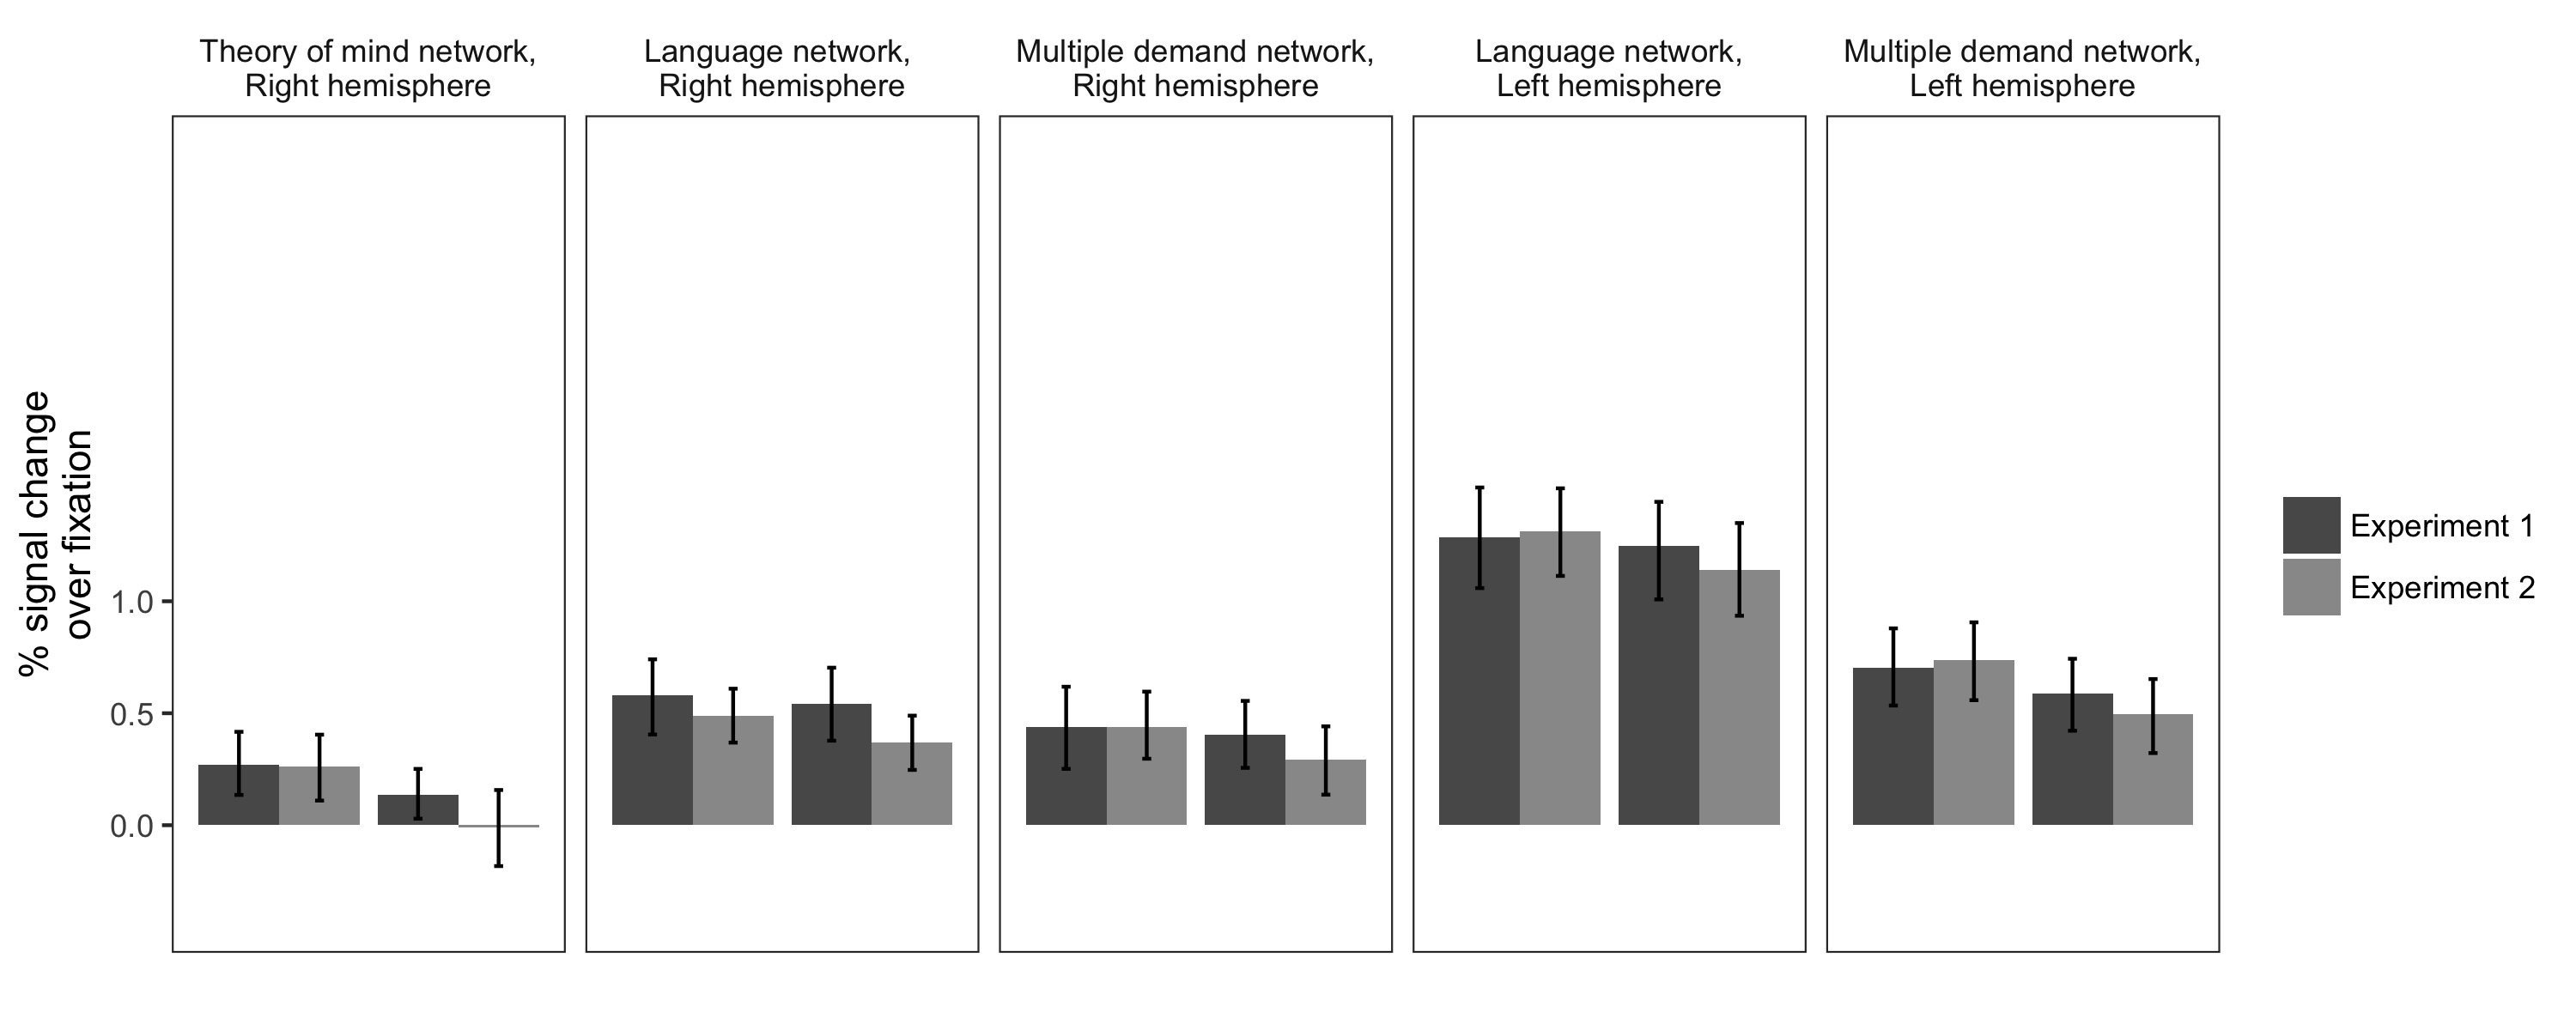 Theory of mind network,
Right hemisphere
Language network,
Right hemisphere
Multiple demand network,
Right hemisphere
Language network,
Left hemisphere
Multiple demand network,
Left hemisphere
% signal change
over fixation
1.0
0.5
0.0
Experiment 1
Experiment 2